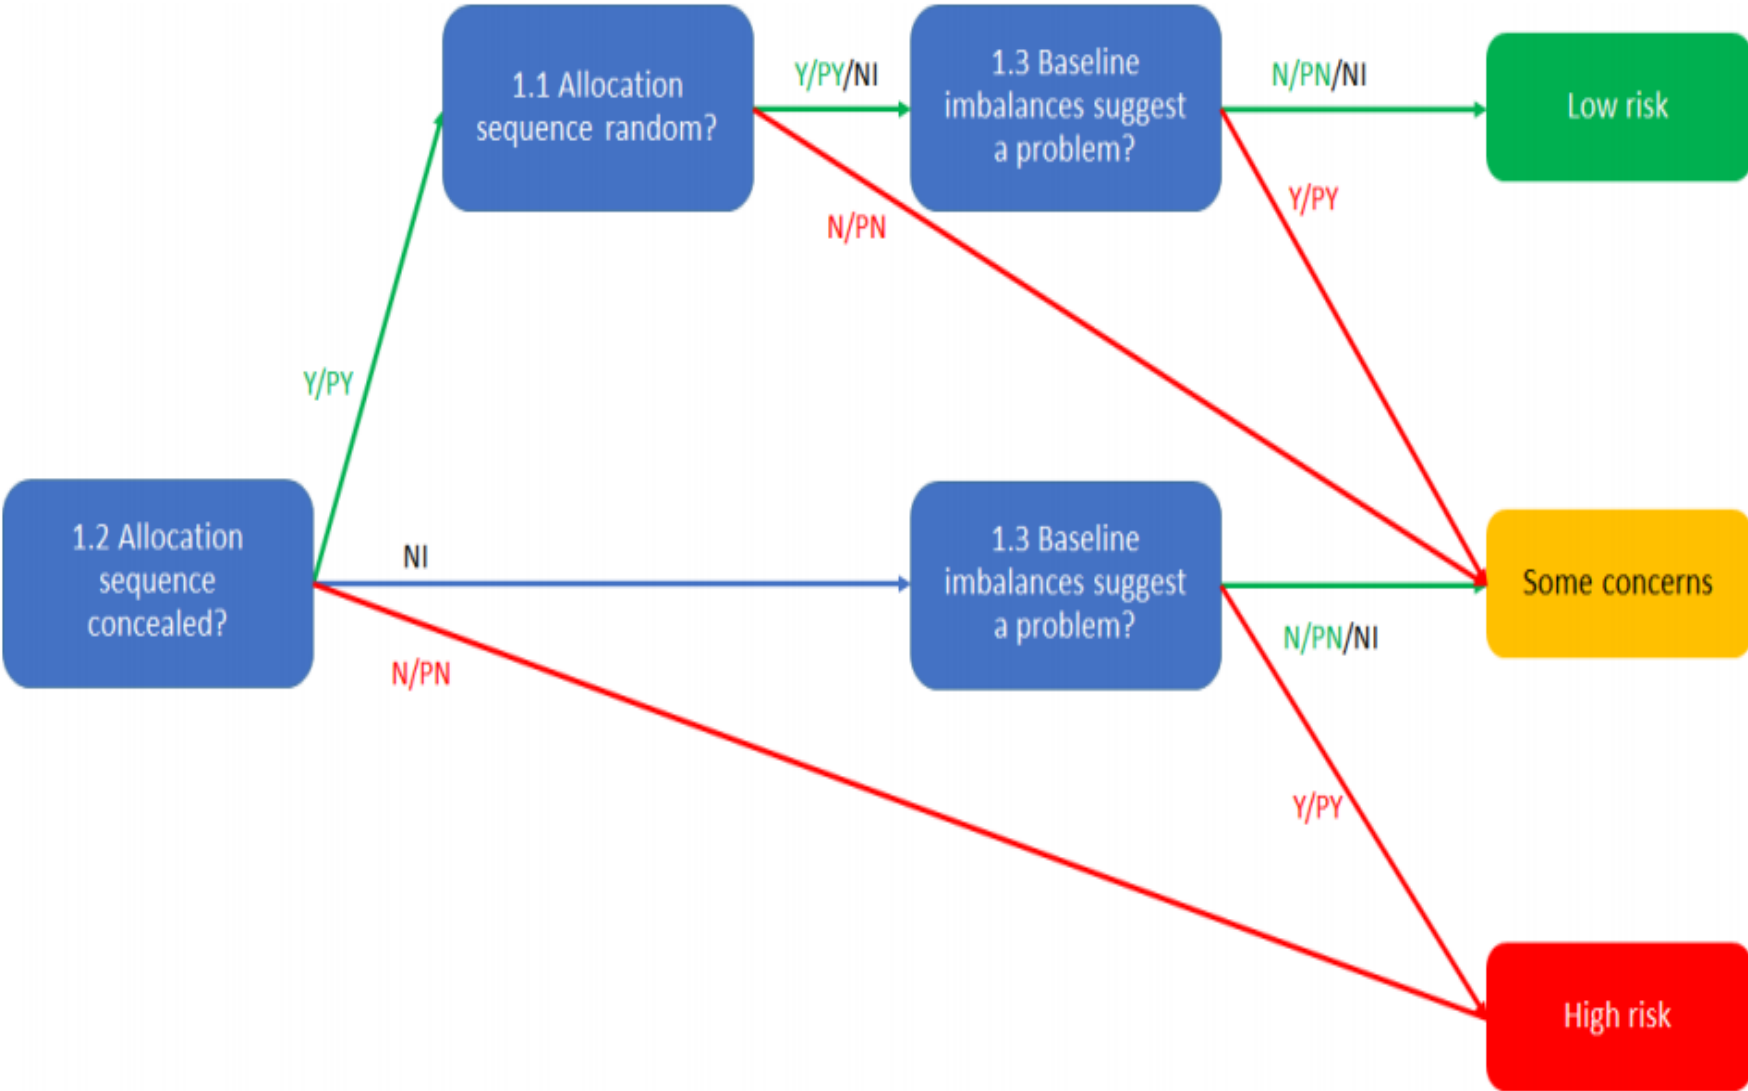 1.1 Allocation
sequence random?
Y/PY/NI
1.3 Baseline
imbalances suggest
a problem?
N/PN/NI
Low risk
N/PN
Y/PY
Y/PY
1.2 Allocation
sequence
concealed?
NI
N/PN
1.3 Baseline
imbalances suggest
a problem?
N/PN/NI
Some concerns
Y/PY
High risk